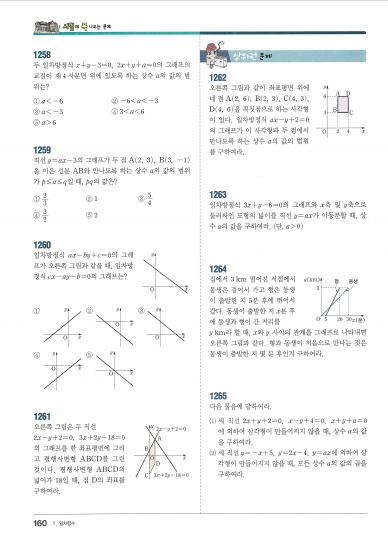 시험에 꼭 나오는 문제
1258
두 일차방정식 x+y-3=0, 2x+y+a=0의 그래프의
교점이 제4사분면 위에 있도록 하는 상수 a의 값의 범
위는?
① a<-6 ② -6<a<-3
③ a<-3 ④ 3<a<6
⑤ a>6
1259
직선 y=ax-3의 그래프가 두 점 A(2, 3), B(3, -1)
을 이은 선분 AB와 만나도록 하는 상수 a의 값의 범위
가 p≤a≤q일 때, pq의 값은?
① 2/3 ② 1 ③ 5/4
④ 3/2 ⑤ 2
1260
일차방정식 ax-by+c=0의 그래
프가 오른쪽 그림과 같을 때, 일차방
정식 cx-ay-b=0의 그래프는?
y
O x
① ② ③
④ ⑤
1261
오른쪽 그림은 두 직선
2x-y+2=0, 3x+2y-18=0
의 그래프를 한 좌표평면에 그리
고 평행사변형 ABCD를 그린
것이다. 평행사변형 ABCD의
넓이가 18일 때, 점 D의 좌표를
구하여라.
2x-y+2=0
A
B
D
C
3x+2y-18=0
160 Ⅴ. 일차함수
상위권 문제
1262
오른쪽 그림과 같이 좌표평면 위에
네 점 A(2, 6), B(2, 3), C(4, 3),
D(4, 6)을 꼭짓점으로 하는 사각형
이 있다. 일차방정식 ax-y+2=0
의 그래프가 이 사각형과 두 점에서
만나도록 하는 상수 a의 값의 범위
를 구하여라.
y
6 A D
3 B C
O 2 4 x
1263
일차방정식 3x+y-6=0의 그래프와 x축 및 y축으로
둘러싸인 도형의 넓이를 직선 y=ax가 이등분할 때, 상
수 a의 값을 구하여라. (단, a>0)
1264
집에서 3 km 떨어진 서점에서
동생은 걸어서 가고 형은 동생
이 출발한 지 5분 후에 뛰어서
갔다. 동생이 출발한 지 x분 후
에 동생과 형이 간 거리를
y km라 할 때, x와 y 사이의 관계를 그래프로 나타내면
오른쪽 그림과 같다. 형과 동생이 처음으로 만나는 것은
동생이 출발한 지 몇 분 후인지 구하여라.
y(km) 형 동생
3
O 5 20 30 x(분)
1265
다음 물음에 답하여라.
⑴ 세 직선 2x+y+2=0, x-y+4=0, x+y+a=0
에 의하여 삼각형이 만들어지지 않을 때, 상수 a의 값
을 구하여라.
⑵ 세 직선 y=-x+5, y=2x-4, y=ax에 의하여 삼
각형이 만들어지지 않을 때, 모든 상수 a의 값의 곱을
구하여라.